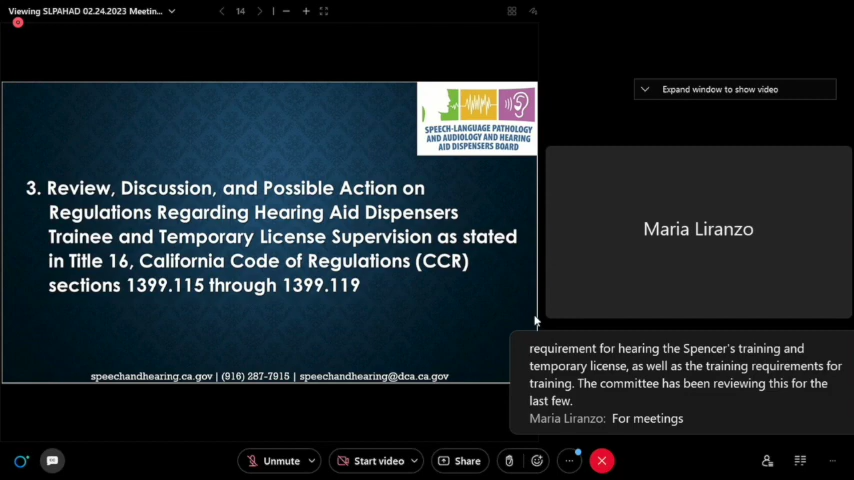 Viewing SLPAHAD 02.24.2023 Meetin...
14
Expand window to show video
SPEECH-LANGUAGE PATHOLOGY
AND AUDIOLOGY AND HEARING
AID DISPENSERS BOARD
3. Review, Discussion, and Possible Action on
Regulations Regarding Hearing Aid Dispensers
Trainee and Temporary License Supervision as stated
in Title 16, California Code of Regulations (CCR)
sections 1399.115 through 1399.119
speechandhearing.ca.gov | (916) 287-7915 | speechandhearing@dca.ca.gov
Maria Liranzo
requirement for hearing the Spencer's training and
temporary license, as well as the training requirements for
training. The committee has been reviewing this for the
last few.
Maria Liranzo: For meetings
Unmute
Start video
Share